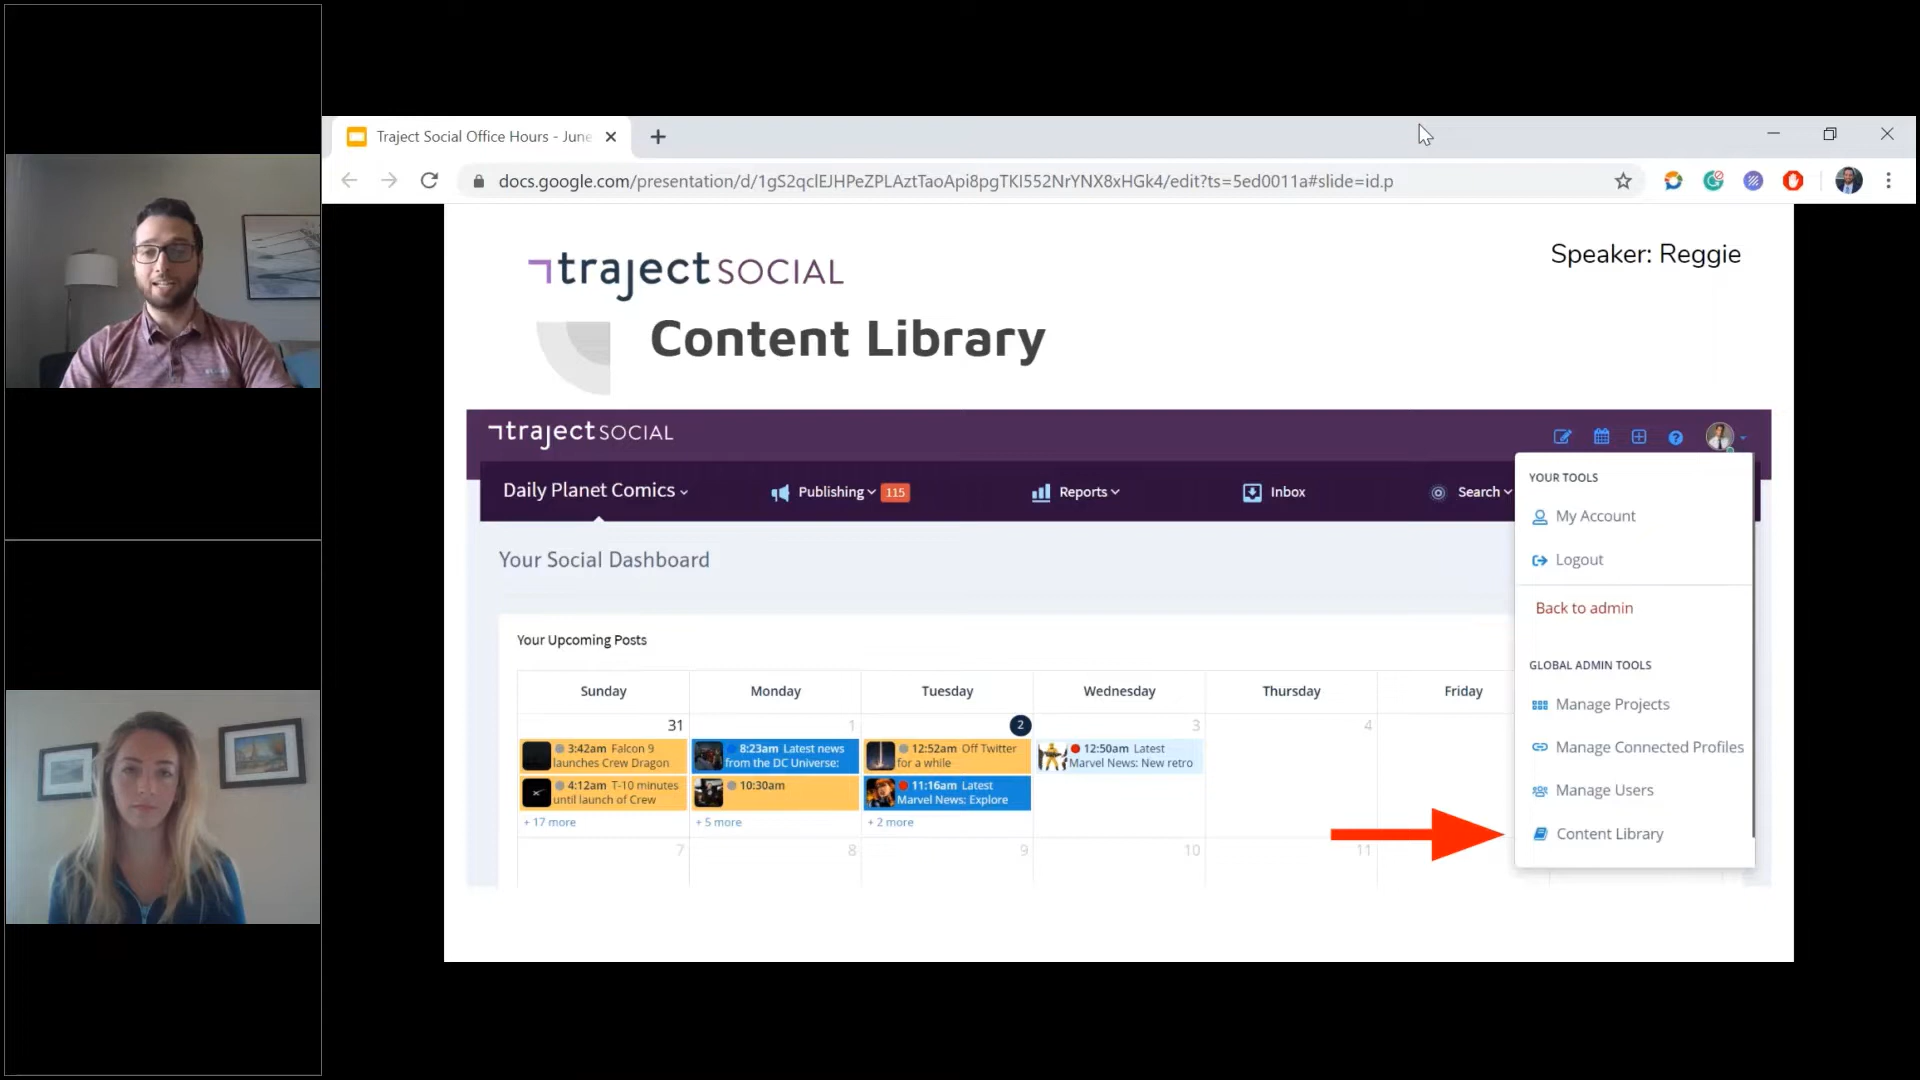 Traject Social Office Hours - June
docs.google.com/presentation/d/1gS2qclEJHPeZPLAztTaoApi8pgTKI552NrYNX8xHGk4/edit?ts=5ed0011a#slide=id.p
trajectSOCIAL
Speaker: Reggie
Content Library
trajectSOCIAL
Daily Planet Comics
Publishing
115
Reports
Inbox
Search
YOUR TOOLS
My Account
Logout
Back to admin
GLOBAL ADMIN TOOLS
Manage Projects
Manage Connected Profiles
Manage Users
Content Library
Your Social Dashboard
Your Upcoming Posts
Sunday Monday Tuesday Wednesday Thursday Friday
31 1 2 3 4
3:42am Falcon 9
launches Crew Dragon
4:12am T-10 minutes
until launch of Crew
+ 17 more
8:23am Latest news
from the DC Universe:
10:30am
+ 5 more
12:52am Off Twitter
for a while
11:16am Latest
Marvel News: Explore
+ 2 more
12:50am Latest
Marvel News: New retro
7 8 9 10 11